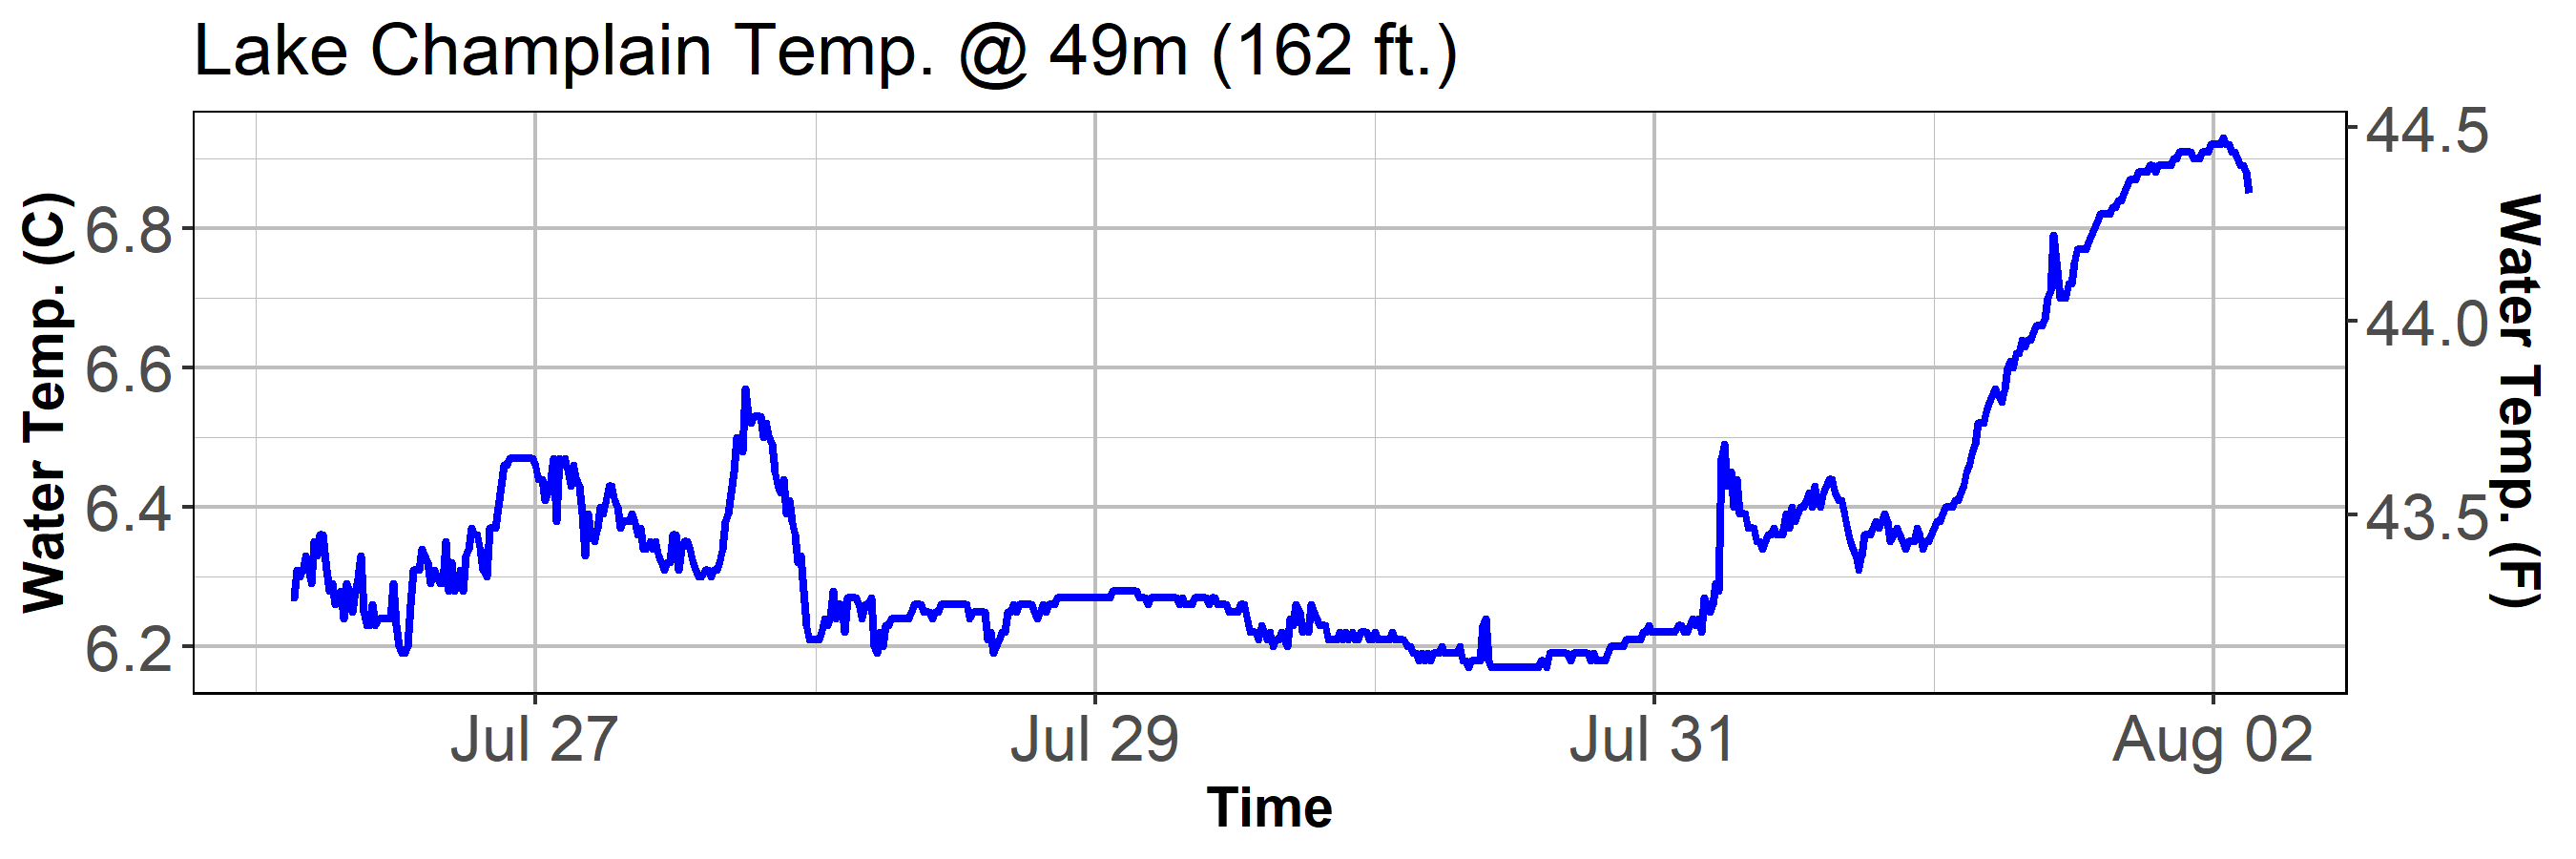 Lake Champlain Temp. @ 49m (162 ft.)
Water Temp. (C)
6.8
6.6
6.4
6.2
44.5
44.0
43.5
Water Temp. (F)
Jul 27 Jul 29 Jul 31 Aug 02
Time